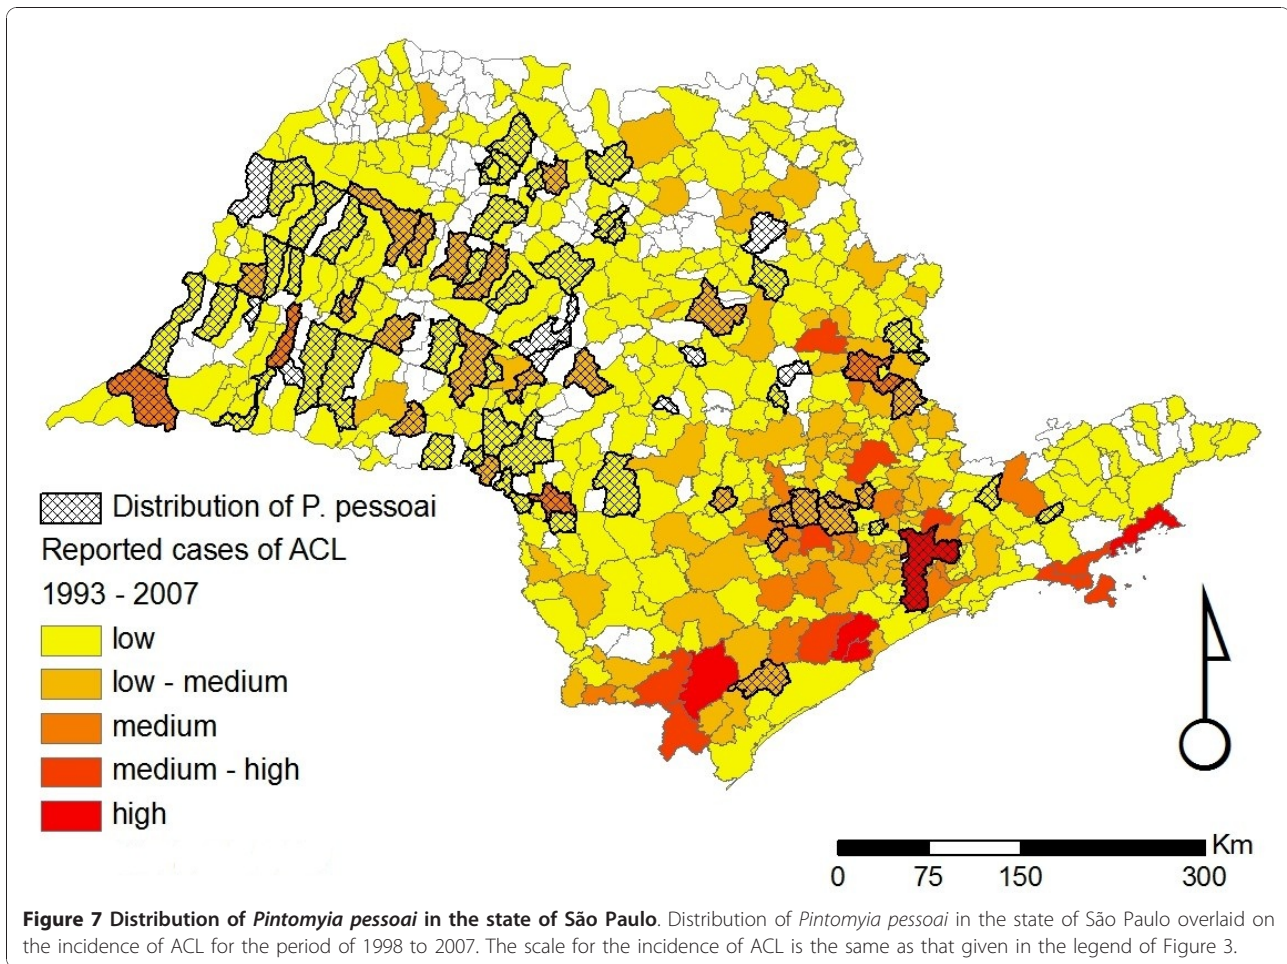 Distribution of P. pessoai
Reported cases of ACL
1993 - 2007
low
low - medium
medium
medium - high
high
Km
0 75 150 300
Figure 7 Distribution of Pintomyia pessoai in the state of São Paulo. Distribution of Pintomyia pessoai in the state of São Paulo overlaid on
the incidence of ACL for the period of 1998 to 2007. The scale for the incidence of ACL is the same as that given in the legend of Figure 3.